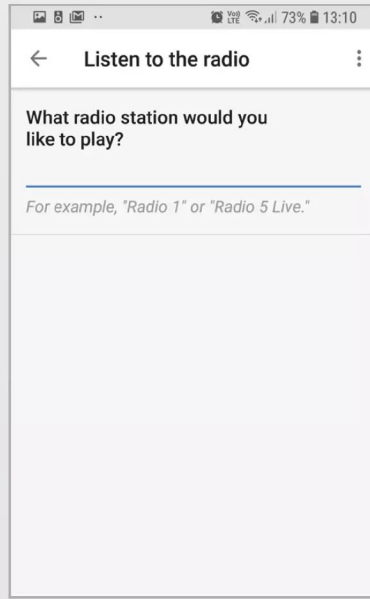 73% 13:10
Listen to the radio
What radio station would you
like to play?
For example, "Radio 1" or "Radio 5 Live."